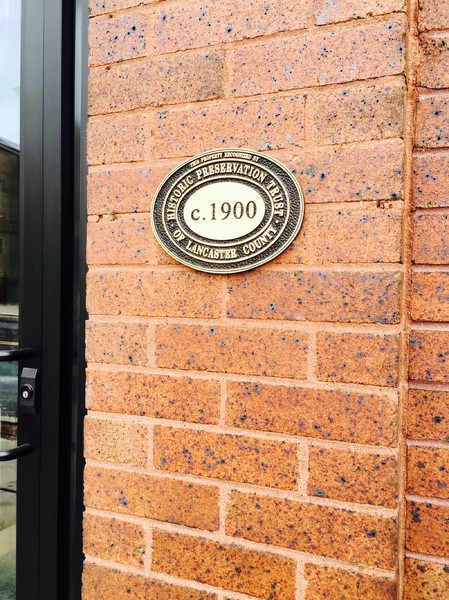 THIS PROPERTY RECOGNIZED BY
HISTORIC PRESERVATION TRUST
c.1900
OF LANCASTER COUNTY